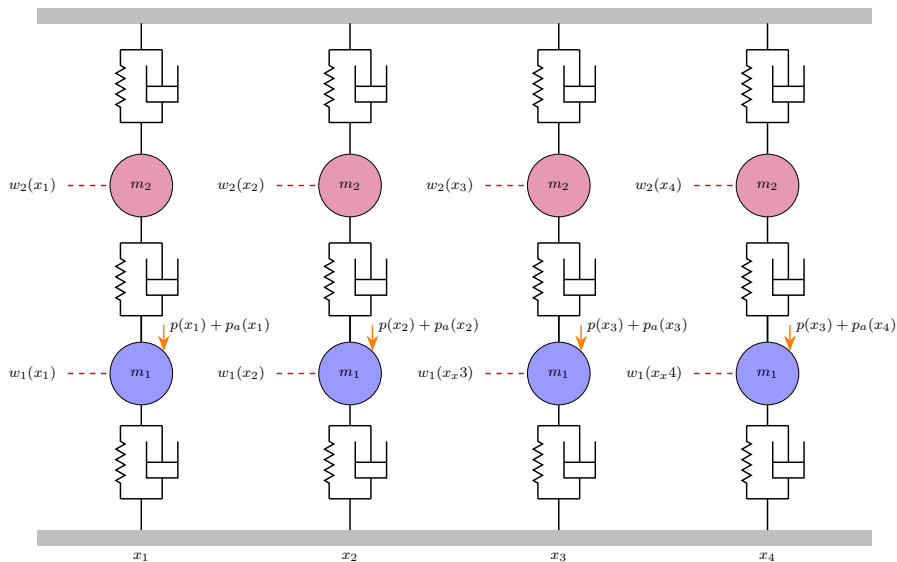 w₂(x₁) m₂ w₂(x₂) m₂ w₂(x₃) m₂ w₂(x₄) m₂
p(x₁) + pₐ(x₁) p(x₂) + pₐ(x₂) p(x₃) + pₐ(x₃) p(x₃) + pₐ(x₄)
w₁(x₁) m₁ w₁(x₂) m₁ w₁(xₓ3) m₁ w₁(xₓ4) m₁
x₁ x₂ x₃ x₄